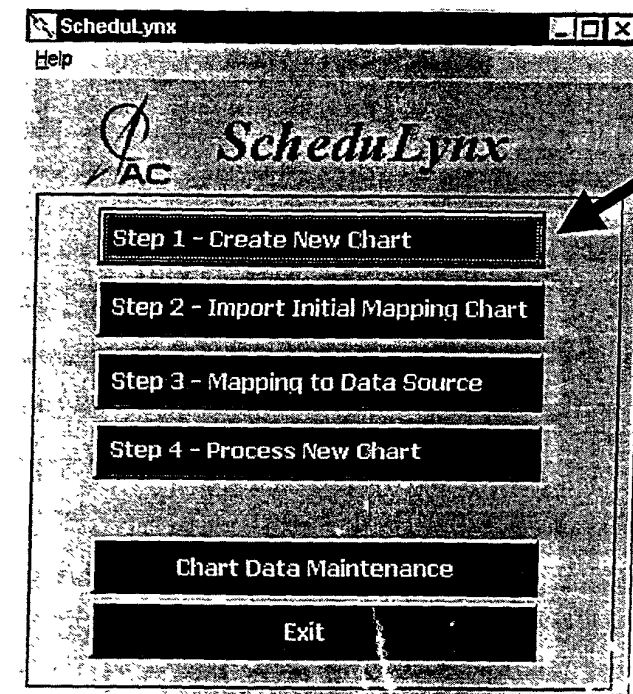 ScheduLynx
Help
AC
ScheduLynx
Step 1 - Create New Chart
Step 2 - Import Initial Mapping Chart
Step 3 - Mapping to Data Source
Step 4 - Process New Chart
Chart Data Maintenance
Exit